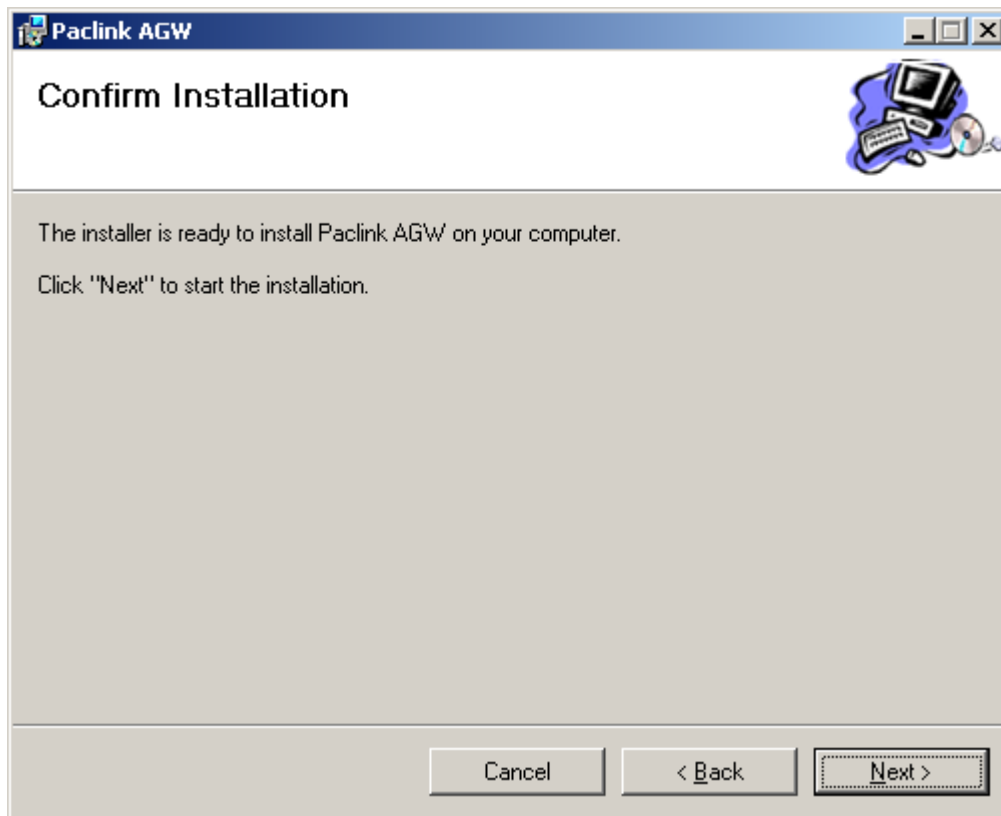 Paclink AGW
Confirm Installation
The installer is ready to install Paclink AGW on your computer.
Click "Next" to start the installation.
Cancel
< Back
Next >